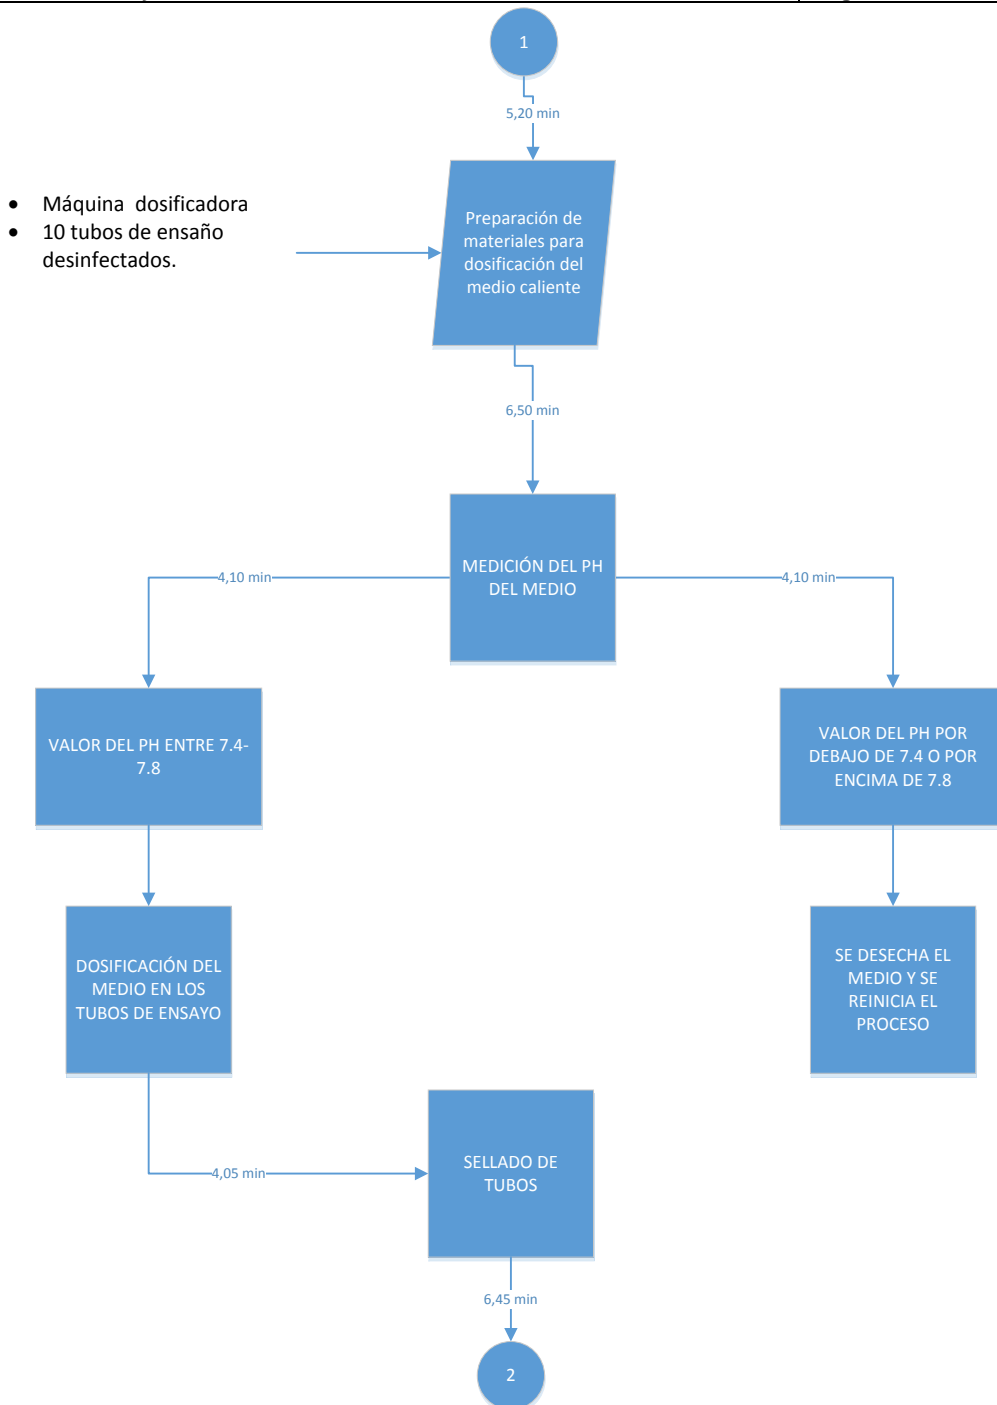 1
5,20 min
• Máquina dosificadora
• 10 tubos de ensaño
desinfectados.
Preparación de
materiales para
dosificación del
medio caliente
6,50 min
MEDICIÓN DEL PH
DEL MEDIO
4,10 min
4,10 min
VALOR DEL PH ENTRE 7.4-
7.8
VALOR DEL PH POR
DEBAJO DE 7.4 O POR
ENCIMA DE 7.8
DOSIFICACIÓN DEL
MEDIO EN LOS
TUBOS DE ENSAYO
SE DESECHA EL
MEDIO Y SE
REINICIA EL
PROCESO
4,05 min
SELLADO DE
TUBOS
6,45 min
2